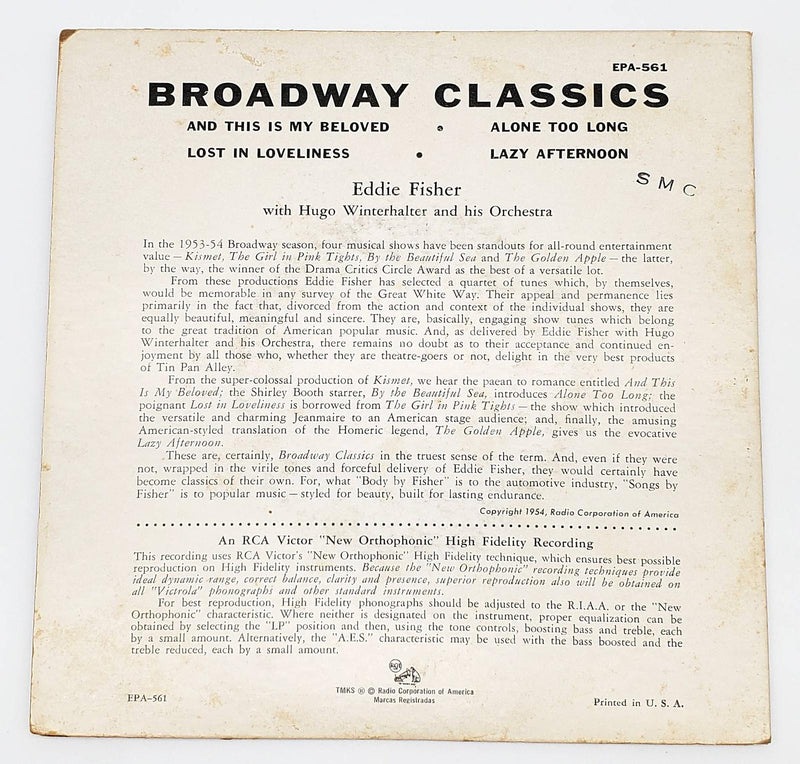 EPA-561
BROADWAY CLASSICS
AND THIS IS MY BELOVED • ALONE TOO LONG
LOST IN LOVELINESS • LAZY AFTERNOON
SMC
Eddie Fisher
with Hugo Winterhalter and his Orchestra
In the 1953-54 Broadway season, four musical shows have been standouts for all-round entertainment
value — Kismet, The Girl in Pink Tights, By the Beautiful Sea and The Golden Apple — the latter,
by the way, the winner of the Drama Critics Circle Award as the best of a versatile lot.
From these productions Eddie Fisher has selected a quartet of tunes which, by themselves,
would be memorable in any survey of the Great White Way. Their appeal and permanence lies
primarily in the fact that, divorced from the action and context of the individual shows, they are
equally beautiful, meaningful and sincere. They are, basically, engaging show tunes which belong
to the great tradition of American popular music. And, as delivered by Eddie Fisher with Hugo
Winterhalter and his Orchestra, there remains no doubt as to their acceptance and continued en-
joyment by all those who, whether they are theatre-goers or not, delight in the very best products
of Tin Pan Alley.
From the super-colossal production of Kismet, we hear the paean to romance entitled And This
Is My Beloved; the Shirley Booth starrer, By the Beautiful Sea, introduces Alone Too Long; the
poignant Lost in Loveliness is borrowed from The Girl in Pink Tights — the show which introduced
the versatile and charming Jeanmaire to an American stage audience; and, finally, the amusing
American-styled translation of the Homeric legend, The Golden Apple, gives us the evocative
Lazy Afternoon.
These are, certainly, Broadway Classics in the truest sense of the term. And, even if they were
not, wrapped in the virile tones and forceful delivery of Eddie Fisher, they would certainly have
become classics of their own. For, what "Body by Fisher" is to the automotive industry, "Songs by
Fisher" is to popular music — styled for beauty, built for lasting endurance.
Copyright 1954, Radio Corporation of America
An RCA Victor "New Orthophonic" High Fidelity Recording
This recording uses RCA Victor's "New Orthophonic" High Fidelity technique, which ensures best possible
reproduction on High Fidelity instruments. Because the "New Orthophonic" recording techniques provide
ideal dynamic range, correct balance, clarity and presence, superior reproduction also will be obtained on
all "Victrola" phonographs and other standard instruments.
For best reproduction, High Fidelity phonographs should be adjusted to the R.I.A.A. or the "New
Orthophonic" characteristic. Where neither is designated on the instrument, proper equalization can be
obtained by selecting the "LP" position and then, using the tone controls, boosting bass and treble, each
by a small amount. Alternatively, the "A.E.S." characteristic may be used with the bass boosted and the
treble reduced, each by a small amount.
RCA
TMKS ® © Radio Corporation of America
Marcas Registradas
EPA-561
Printed in U. S. A.